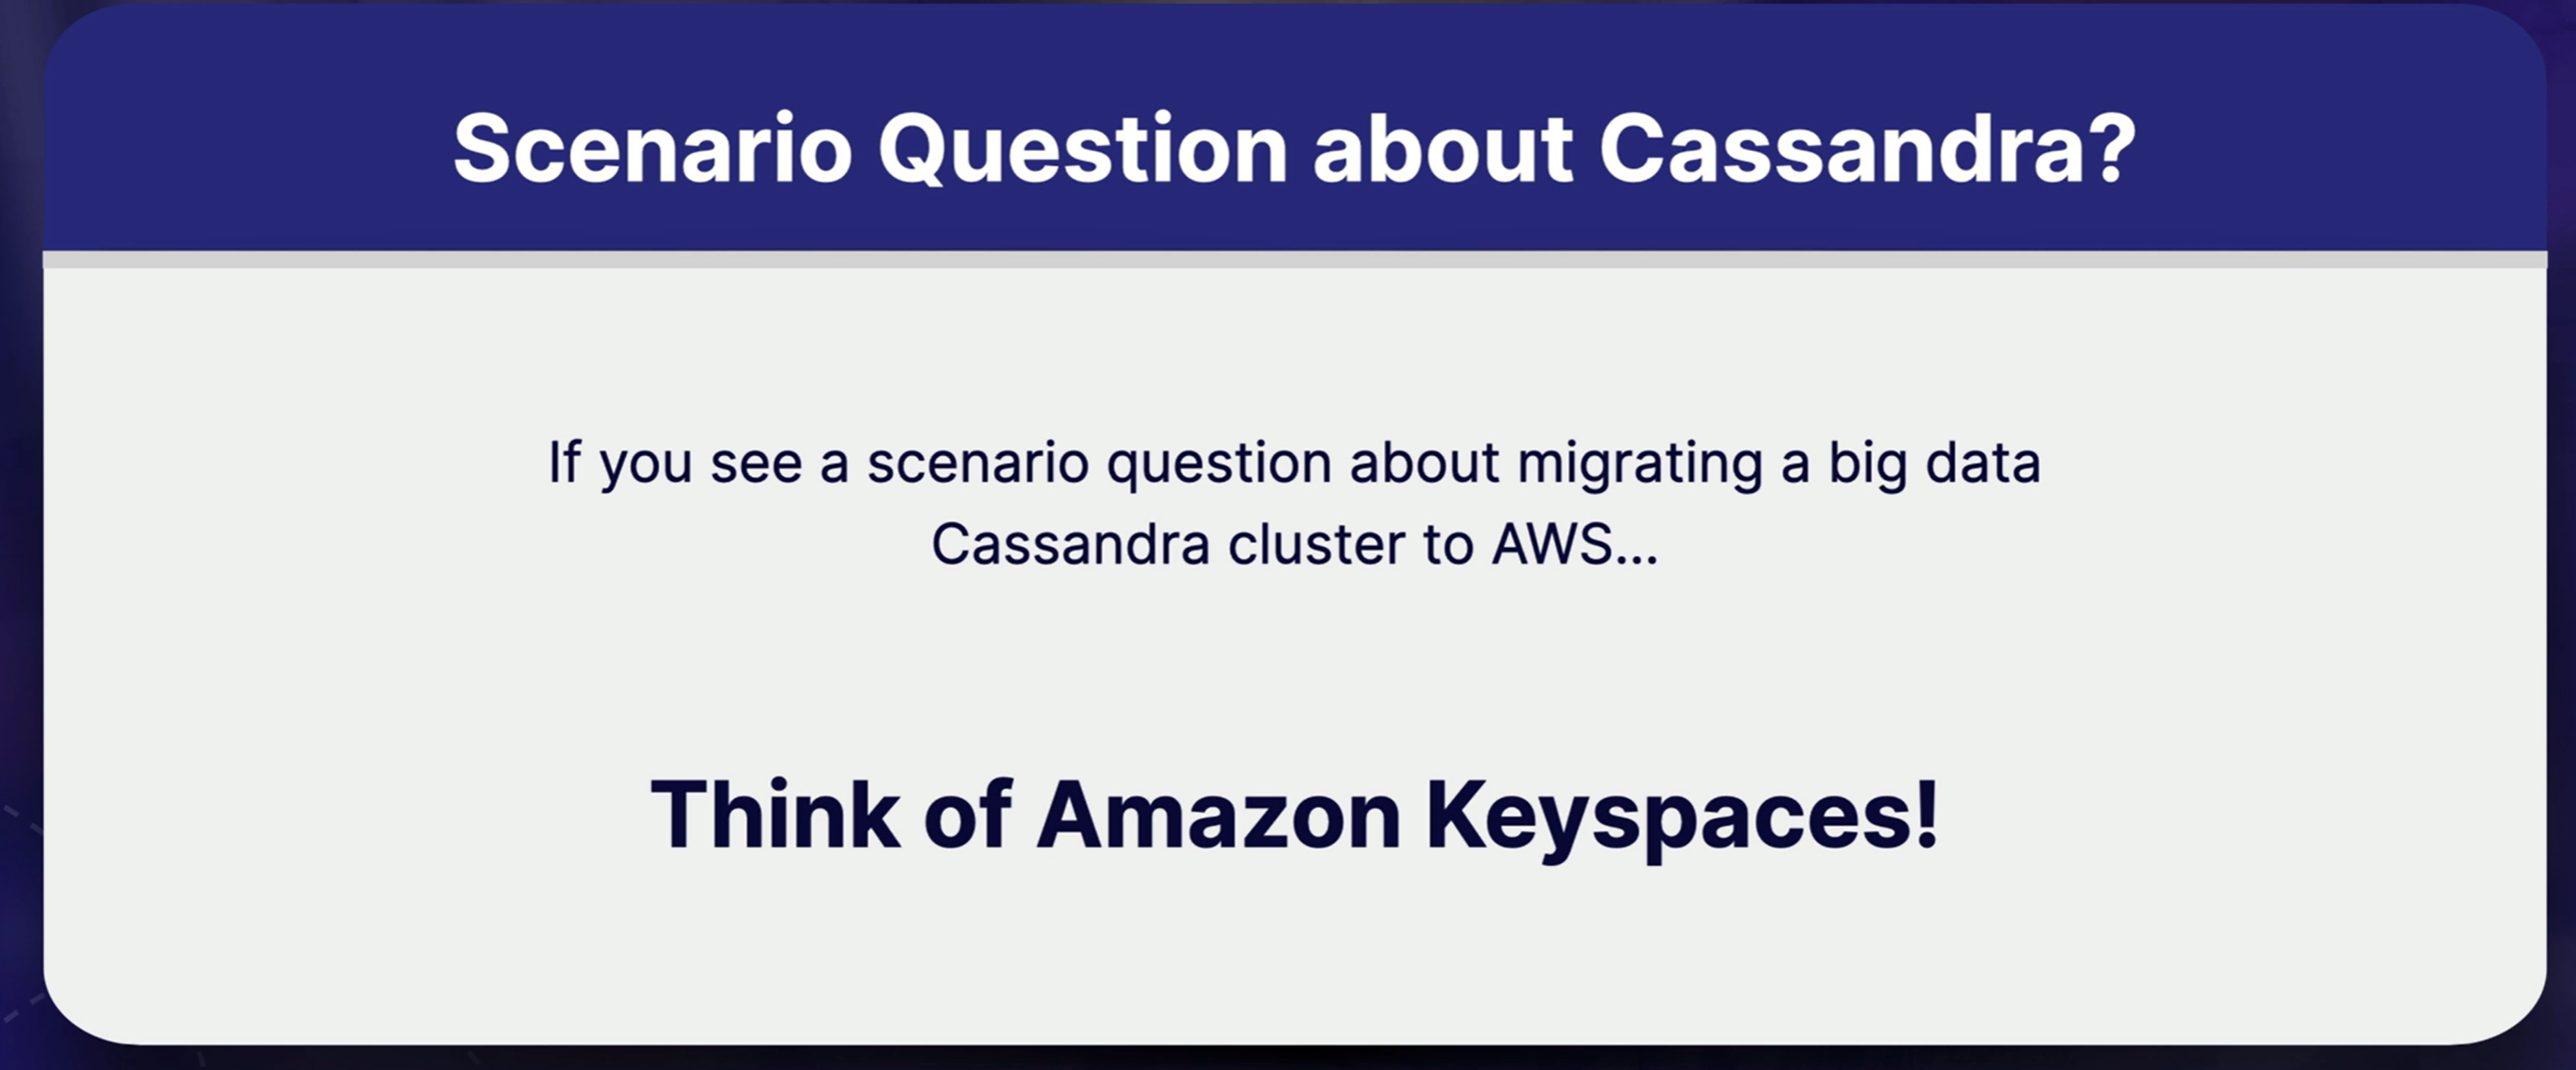 Scenario Question about Cassandra?
If you see a scenario question about migrating a big data
Cassandra cluster to AWS...
Think of Amazon Keyspaces!